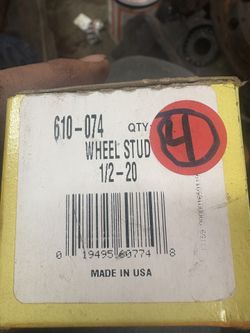 610-074 QTY:
4
WHEEL STUD
1/2-20
0 19495 60774 8
MADE IN USA